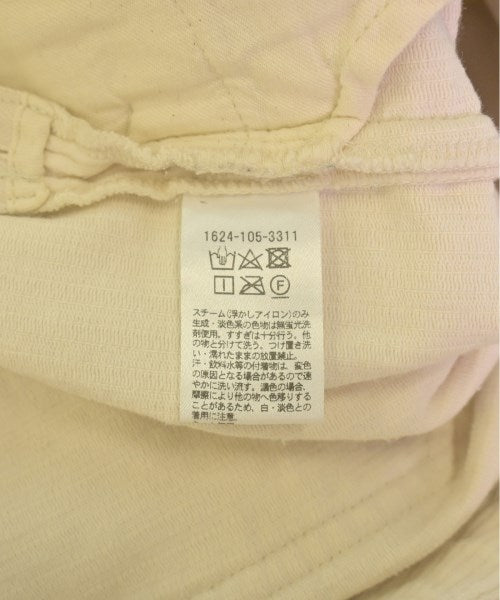 1624-105-3311
F
スチーム(浮かしアイロン)のみ
生成・淡色系の色物は無蛍光洗
剤使用。すすぎは十分行う。他
の物と分けて洗う。つけ置き洗
い・濡れたままの放置禁止。
汗・飲料水等の付着物は、変色
の原因となる場合があるので速
やかに洗い流す。濃色の場合、
摩擦により他の物へ色移りする
ことがあるため、白・淡色との
着用に注意。